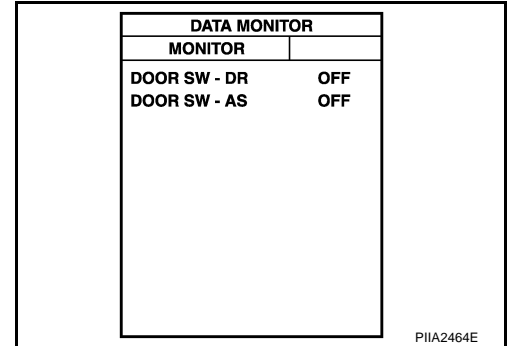 DATA MONITOR
MONITOR
DOOR SW - DR OFF
DOOR SW - AS OFF
PIIA2464E